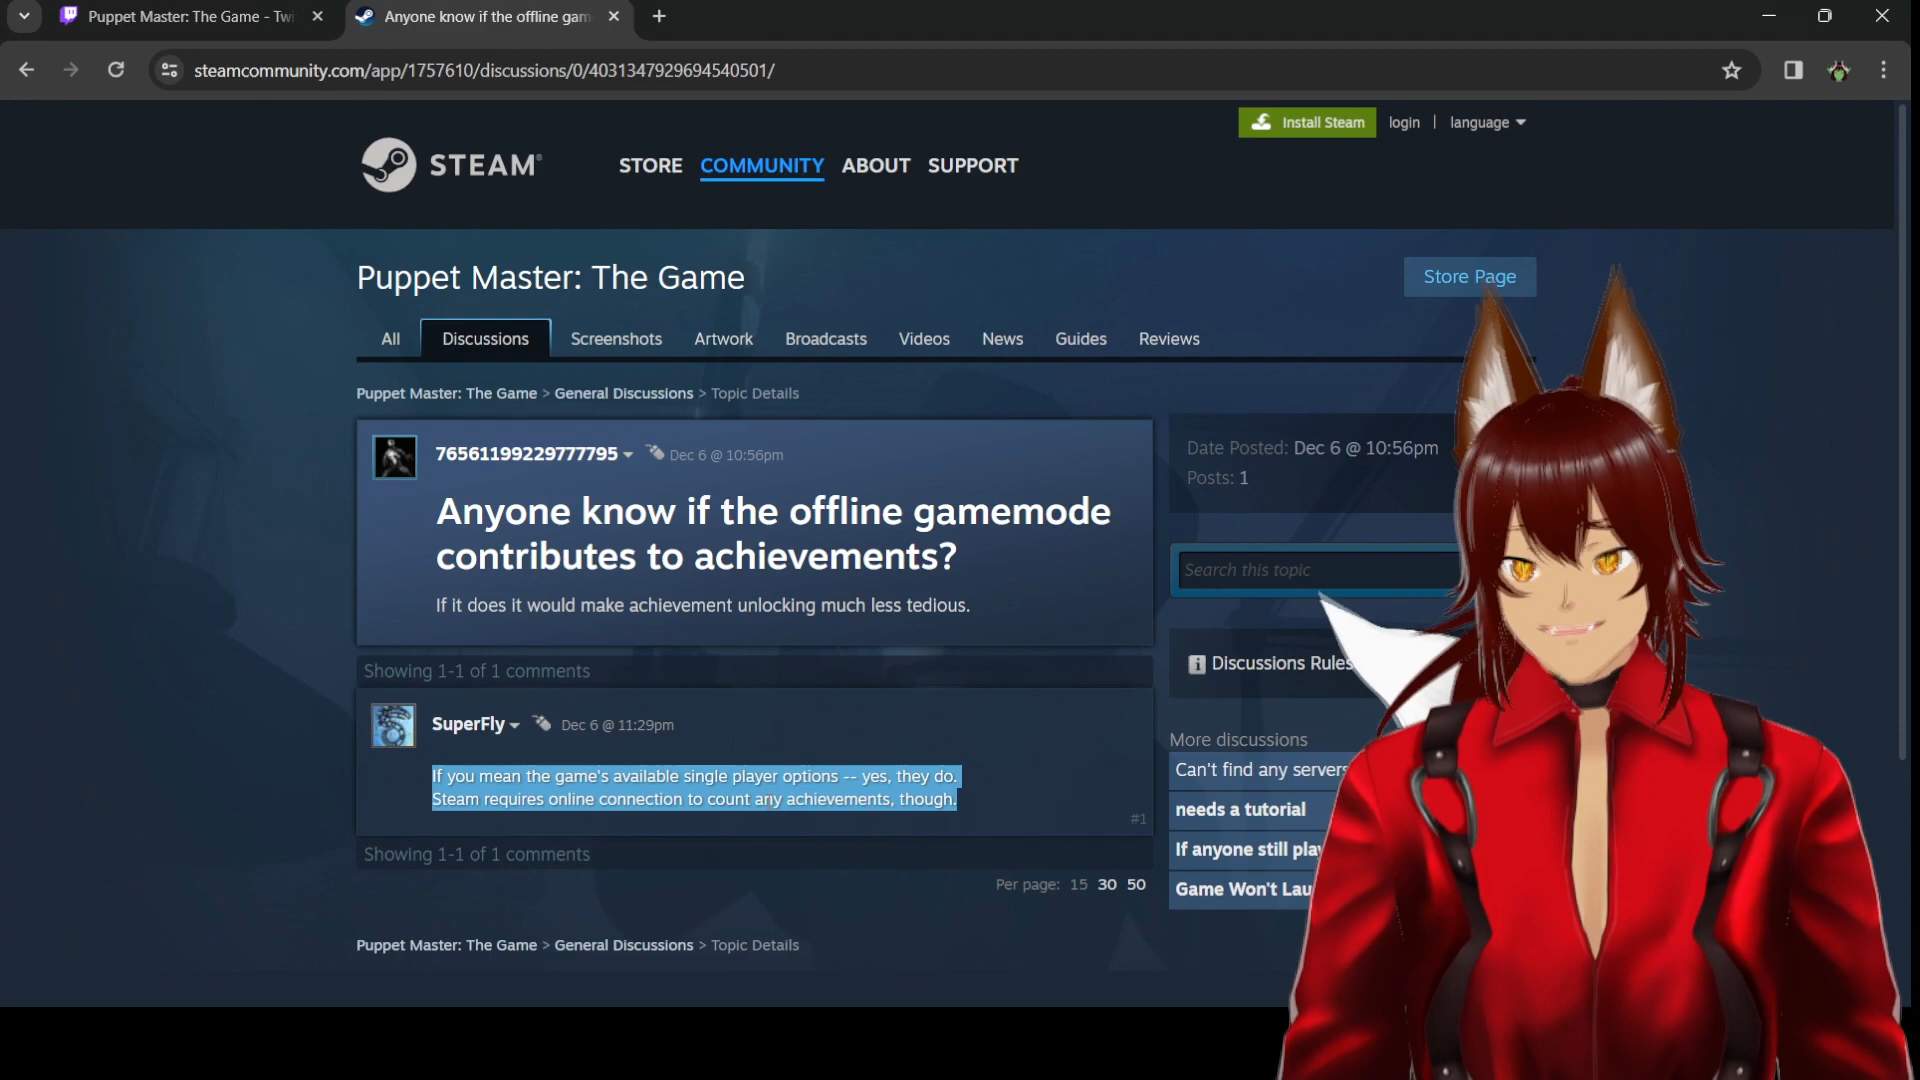 Puppet Master: The Game - Twi
Anyone know if the offline gam
steamcommunity.com/app/1757610/discussions/0/4031347929694540501/
Install Steam
login
language
STEAM
STORE
COMMUNITY
ABOUT
SUPPORT
Puppet Master: The Game
Store Page
All
Discussions
Screenshots
Artwork
Broadcasts
Videos
News
Guides
Reviews
Puppet Master: The Game > General Discussions > Topic Details
76561199229777795
Dec 6 @ 10:56pm
Anyone know if the offline gamemode
contributes to achievements?
If it does it would make achievement unlocking much less tedious.
Date Posted: Dec 6 @ 10:56pm
Posts: 1
Search this topic
Discussions Rules
Showing 1-1 of 1 comments
SuperFly
Dec 6 @ 11:29pm
If you mean the game's available single player options -- yes, they do.
Steam requires online connection to count any achievements, though.
#1
Showing 1-1 of 1 comments
Per page: 15 30 50
More discussions
Can't find any servers
needs a tutorial
If anyone still play
Game Won't Lau
Puppet Master: The Game > General Discussions > Topic Details